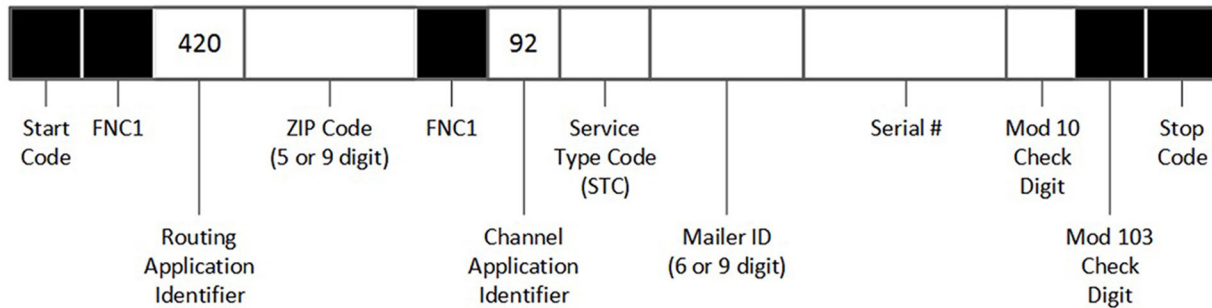 420
92
Start
Code
FNC1
ZIP Code
(5 or 9 digit)
FNC1
Service
Type Code
(STC)
Serial #
Mod 10
Check
Digit
Stop
Code
Routing
Application
Identifier
Channel
Application
Identifier
Mailer ID
(6 or 9 digit)
Mod 103
Check
Digit